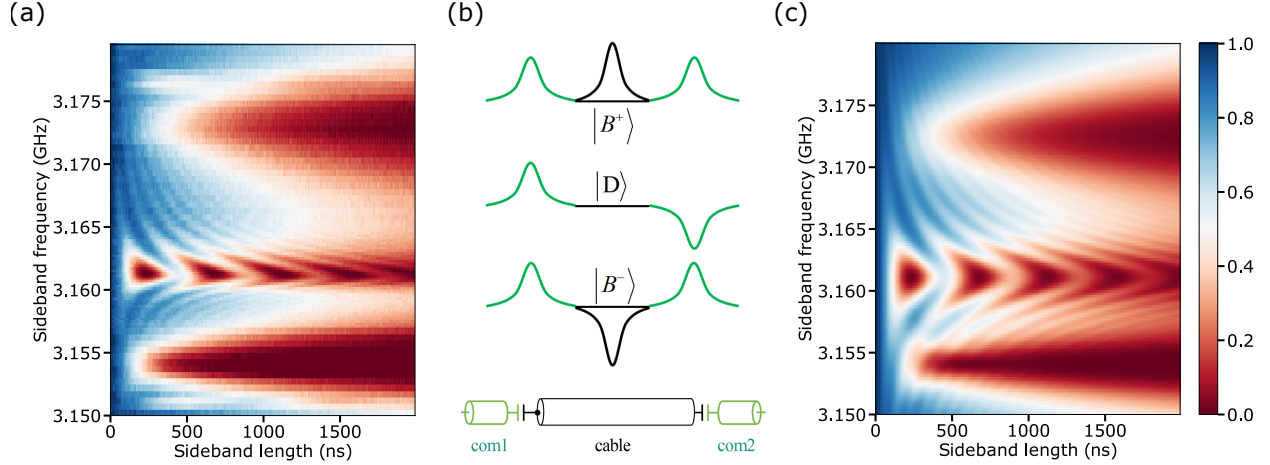 (a)
(b)
(c)
Sideband frequency (GHz)
3.175
3.170
3.165
3.160
3.155
3.150
0
500
1000
1500
Sideband length (ns)
|B⁺⟩
|D⟩
|B⁻⟩
com1
cable
com2
Sideband frequency (GHz)
3.175
3.170
3.165
3.160
3.155
3.150
0
500
1000
1500
Sideband length (ns)
1.0
0.8
0.6
0.4
0.2
0.0